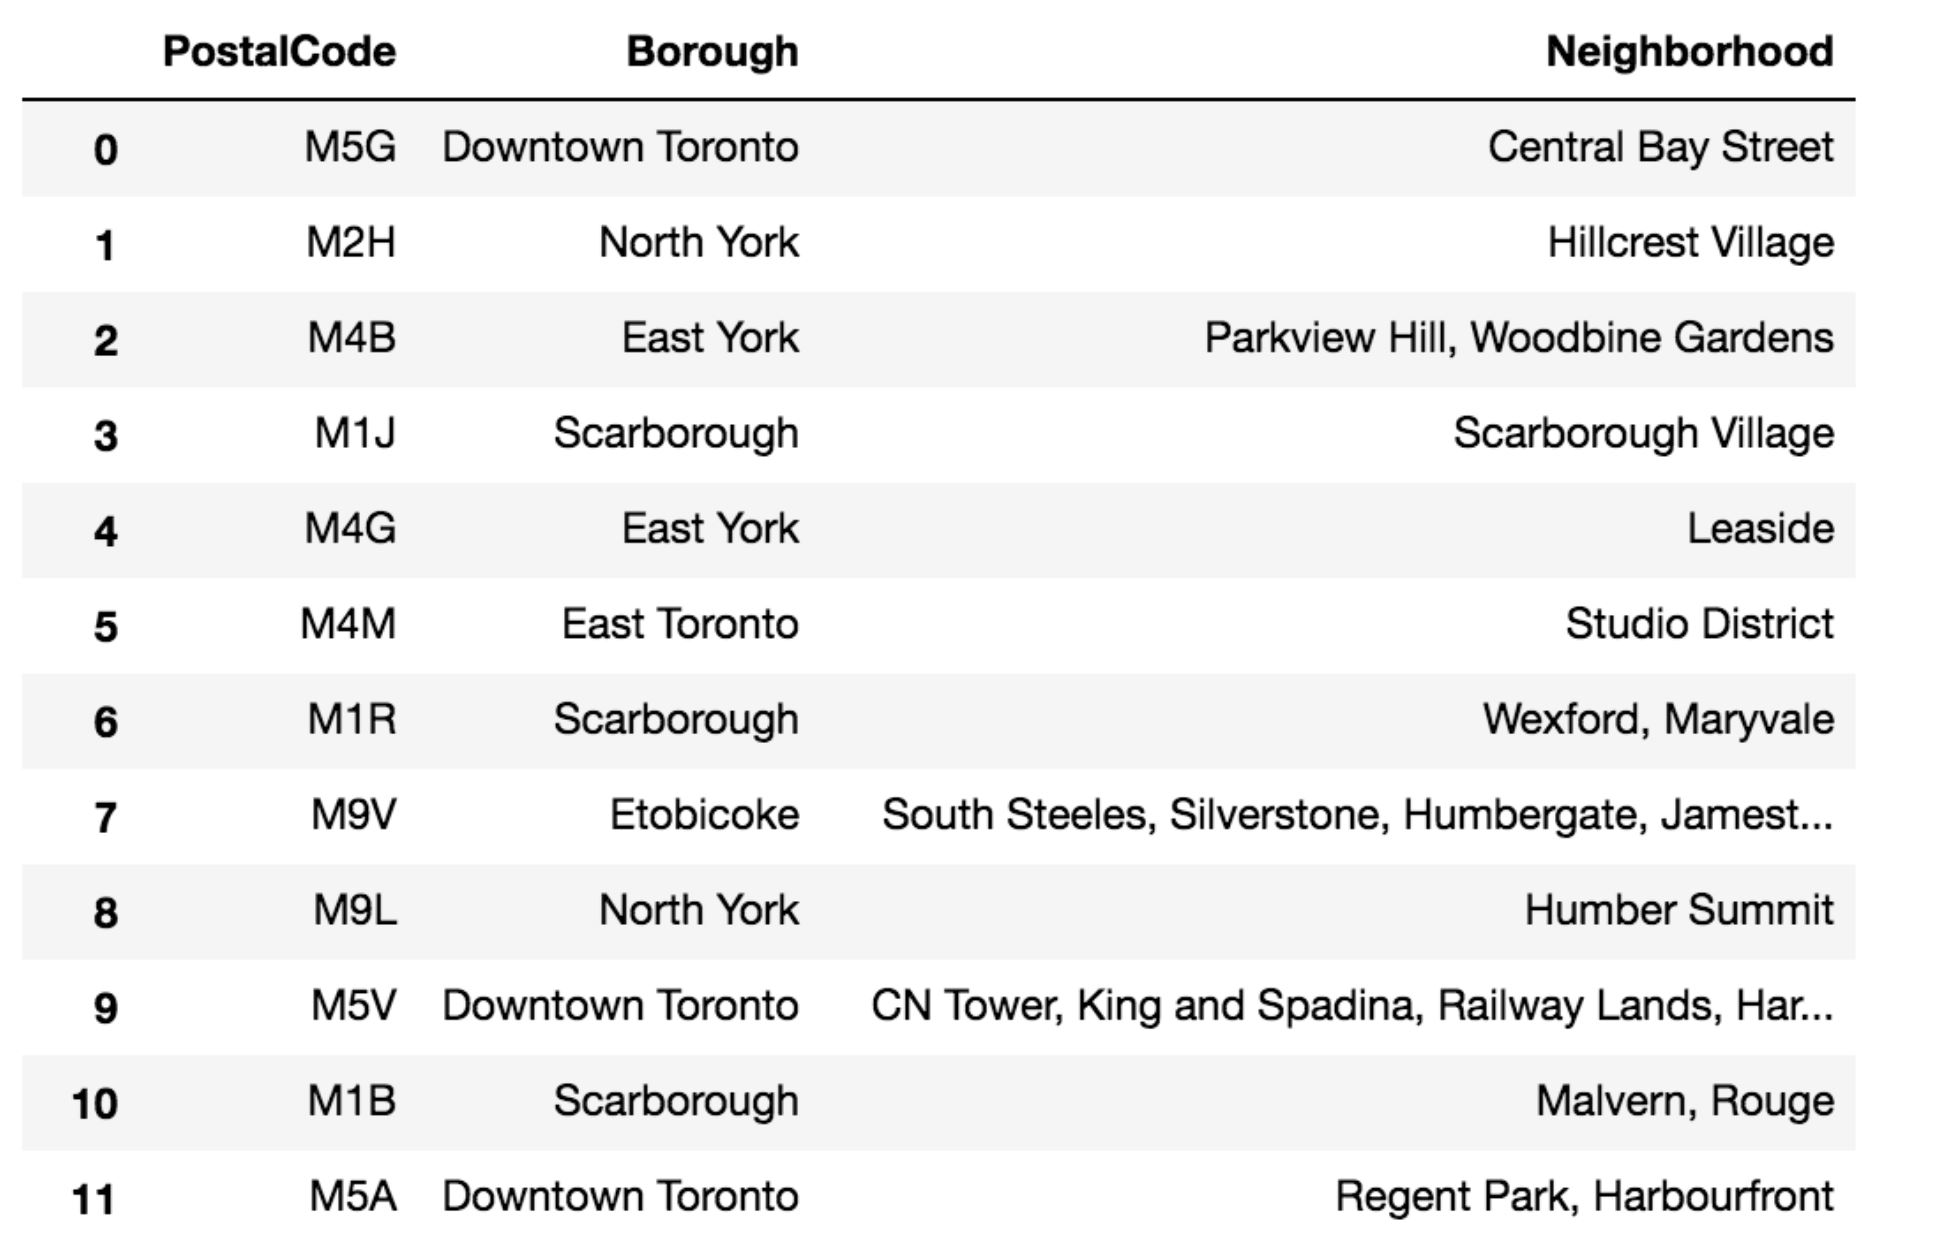 PostalCode Borough Neighborhood
0 M5G Downtown Toronto Central Bay Street
1 M2H North York Hillcrest Village
2 M4B East York Parkview Hill, Woodbine Gardens
3 M1J Scarborough Scarborough Village
4 M4G East York Leaside
5 M4M East Toronto Studio District
6 M1R Scarborough Wexford, Maryvale
7 M9V Etobicoke South Steeles, Silverstone, Humbergate, Jamest...
8 M9L North York Humber Summit
9 M5V Downtown Toronto CN Tower, King and Spadina, Railway Lands, Har...
10 M1B Scarborough Malvern, Rouge
11 M5A Downtown Toronto Regent Park, Harbourfront